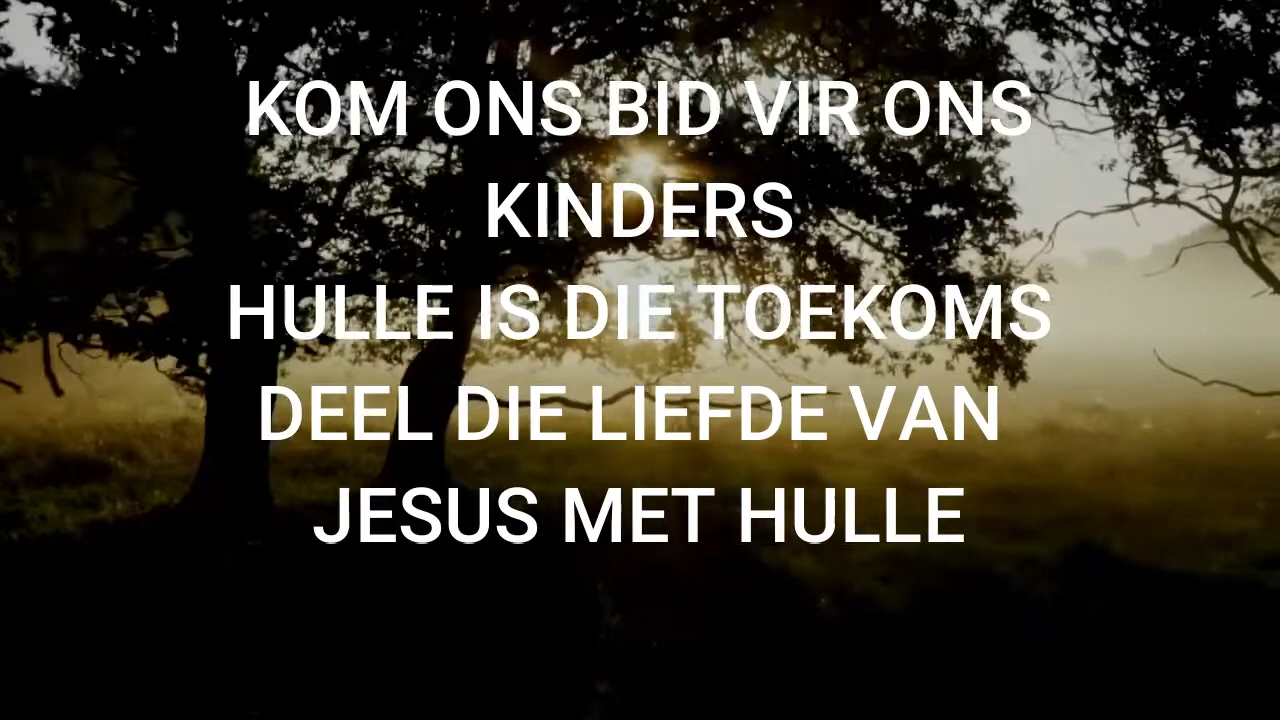 KOM ONS BID VIR ONS
KINDERS
HULLE IS DIE TOEKOMS
DEEL DIE LIEFDE VAN
JESUS MET HULLE